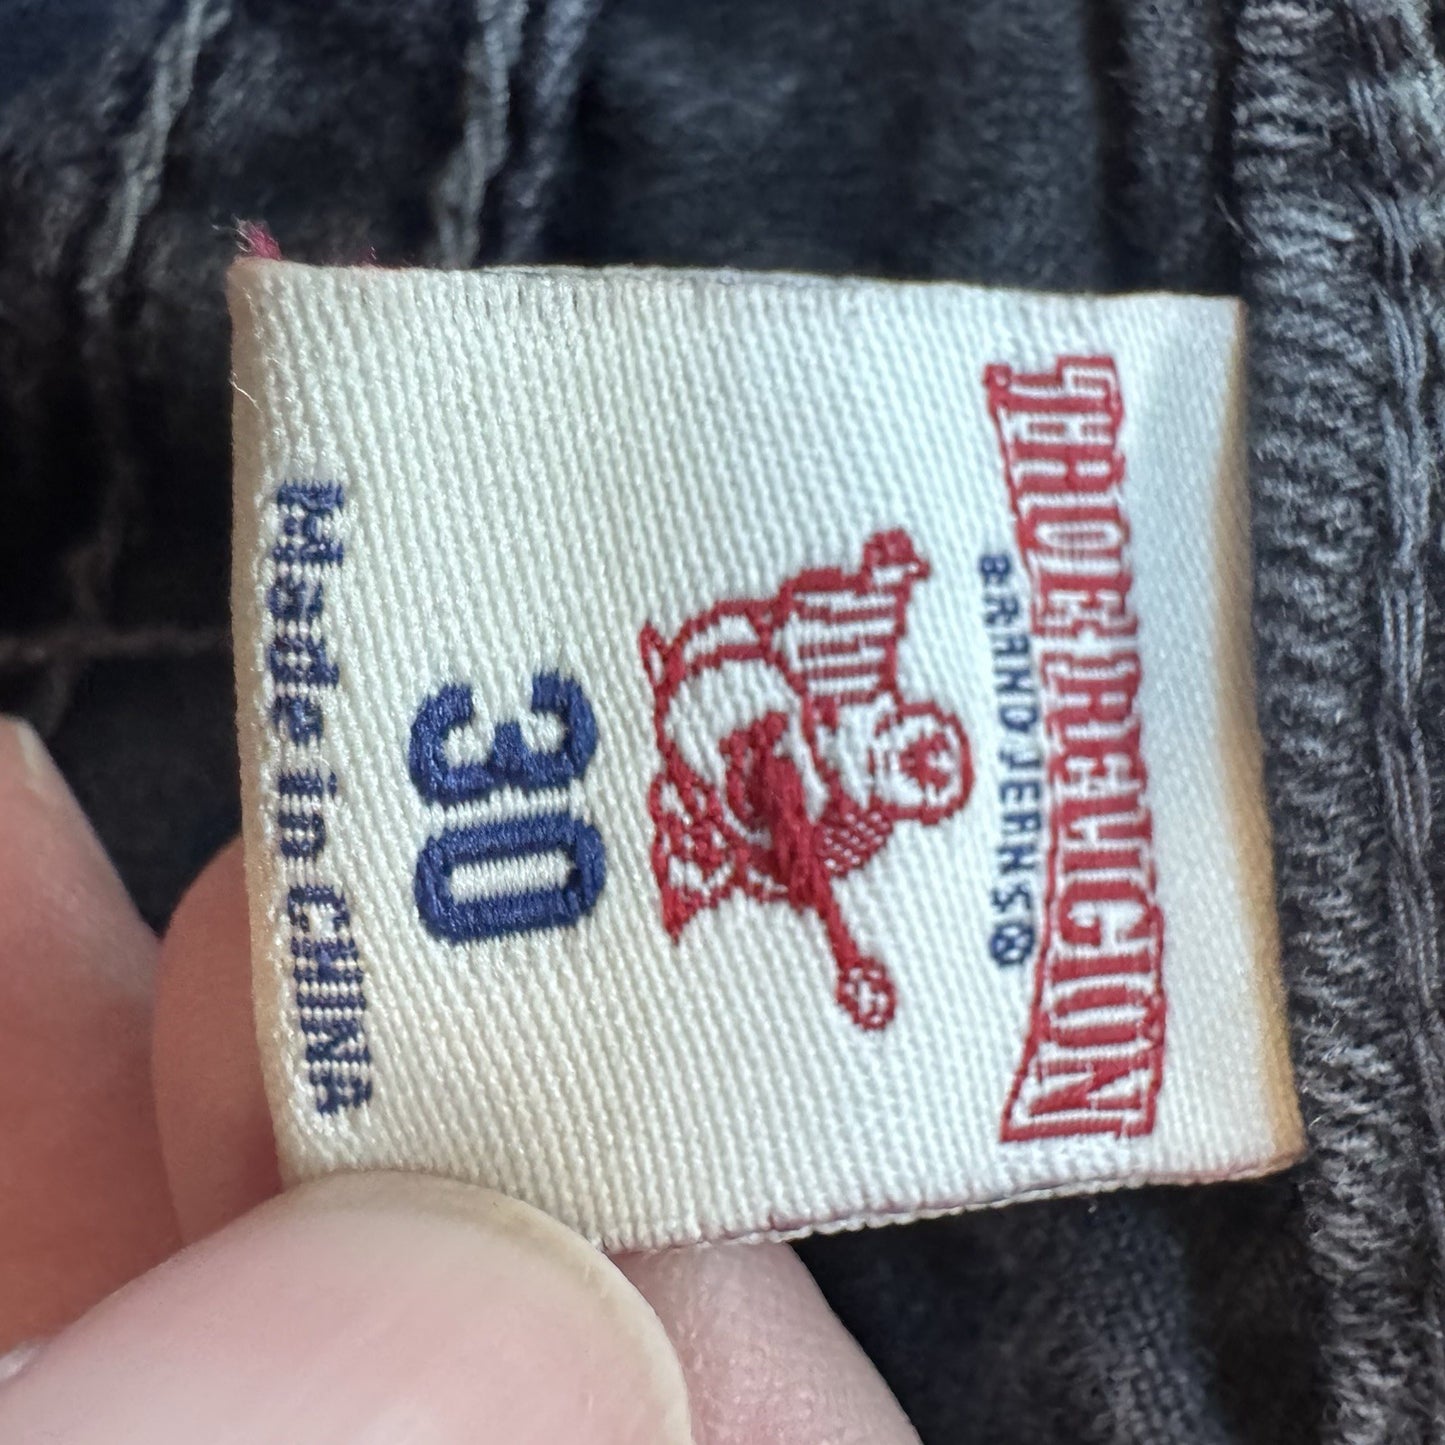 TRUE RELIGION
BRAND JEANS
30
Made in CHINA